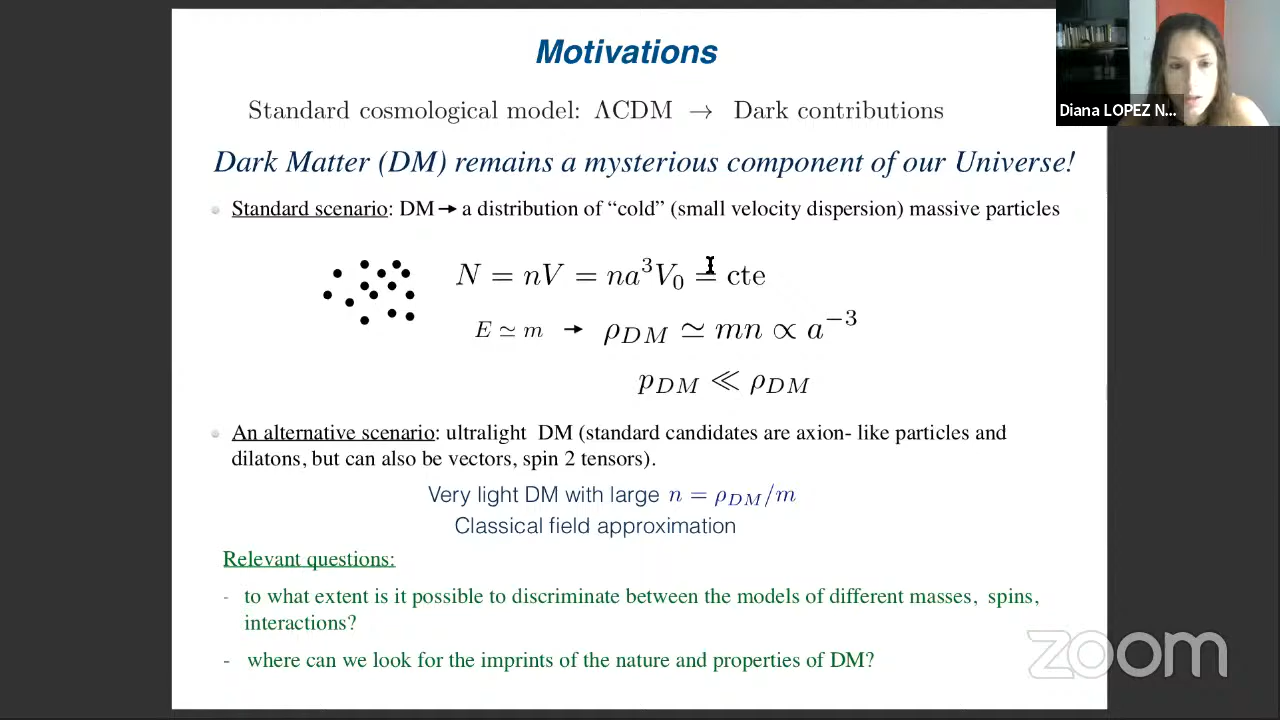 Motivations
Standard cosmological model: ΛCDM → Dark contributions
Diana LOPEZ N...
Dark Matter (DM) remains a mysterious component of our Universe!
Standard scenario: DM → a distribution of “cold” (small velocity dispersion) massive particles
N = nV = na³V₀ = cte
E ≃ m → ρ_DM ≃ mn ∝ a⁻³
p_DM ≪ ρ_DM
An alternative scenario: ultralight DM (standard candidates are axion- like particles and
dilatons, but can also be vectors, spin 2 tensors).
Very light DM with large n = ρ_DM/m
Classical field approximation
Relevant questions:
- to what extent is it possible to discriminate between the models of different masses, spins,
interactions?
- where can we look for the imprints of the nature and properties of DM?
zoom